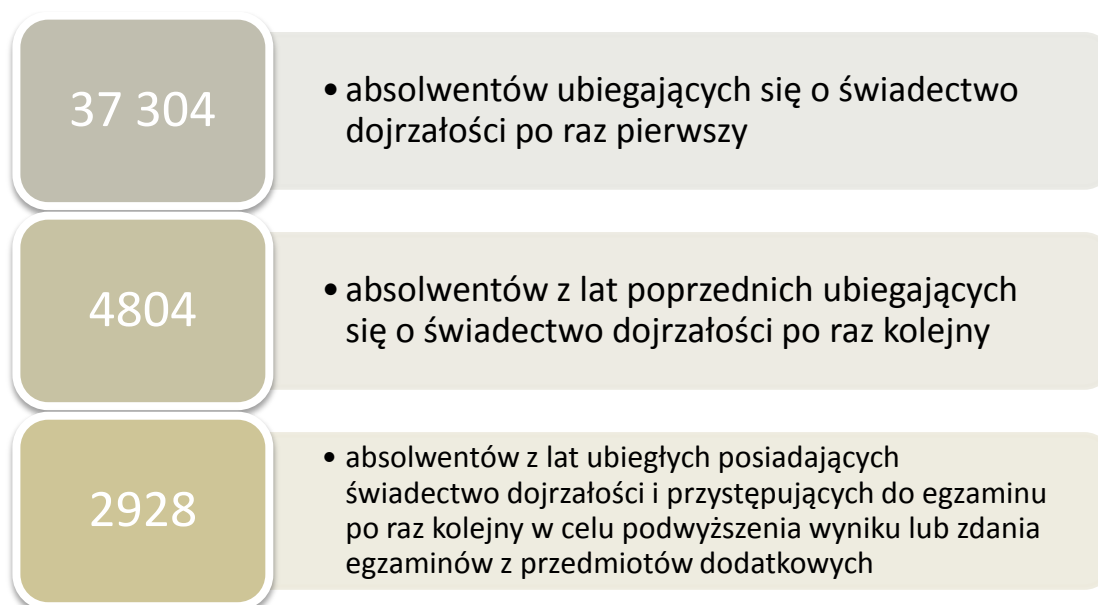 37 304
• absolwentów ubiegających się o świadectwo
dojrzałości po raz pierwszy
4804
• absolwentów z lat poprzednich ubiegających
się o świadectwo dojrzałości po raz kolejny
2928
• absolwentów z lat ubiegłych posiadających
świadectwo dojrzałości i przystępujących do egzaminu
po raz kolejny w celu podwyższenia wyniku lub zdania
egzaminów z przedmiotów dodatkowych